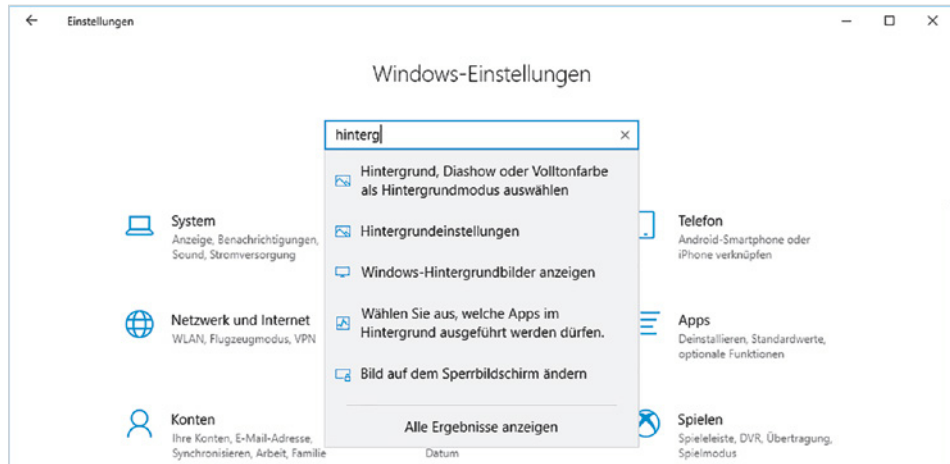 Einstellungen
Windows-Einstellungen
hinterg
Hintergrund, Diashow oder Volltonfarbe
als Hintergrundmodus auswählen
Hintergrundeinstellungen
Windows-Hintergrundbilder anzeigen
Wählen Sie aus, welche Apps im
Hintergrund ausgeführt werden dürfen.
Bild auf dem Sperrbildschirm ändern
Alle Ergebnisse anzeigen
System
Anzeige, Benachrichtigungen,
Sound, Stromversorgung
Telefon
Android-Smartphone oder
iPhone verknüpfen
Netzwerk und Internet
WLAN, Flugzeugmodus, VPN
Apps
Deinstallieren, Standardwerte,
optionale Funktionen
Konten
Ihre Konten, E-Mail-Adresse,
Synchronisieren, Arbeit, Familie
Datum
Spielen
Spieleleiste, DVR, Übertragung,
Spielmodus